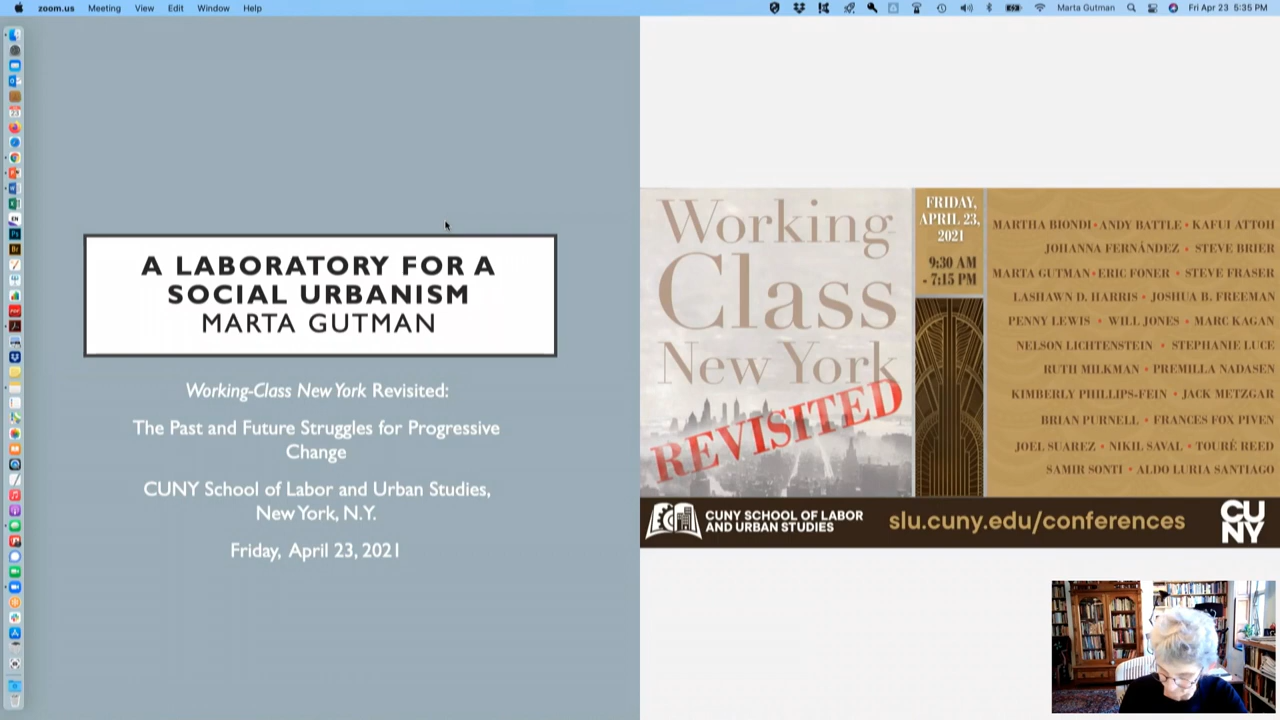 zoom.us Meeting View Edit Window Help
Marta Gutman Fri Apr 23 5:35 PM
A LABORATORY FOR A
SOCIAL URBANISM
MARTA GUTMAN
Working-Class New York Revisited:
The Past and Future Struggles for Progressive
Change
CUNY School of Labor and Urban Studies,
New York, N.Y.
Friday, April 23, 2021
Working
Class
New York
REVISITED
FRIDAY,
APRIL 23,
2021
9:30 AM
- 7:15 PM
MARTHA BIONDI • ANDY BATTLE • KAFUI ATTOH
JOHANNA FERNÁNDEZ • STEVE BRIER
MARTA GUTMAN • ERIC FONER • STEVE FRASER
LASHAWN D. HARRIS • JOSHUA B. FREEMAN
PENNY LEWIS • WILL JONES • MARC KAGAN
NELSON LICHTENSTEIN • STEPHANIE LUCE
RUTH MILKMAN • PREMILLA NADASEN
KIMBERLY PHILLIPS-FEIN • JACK METZGAR
BRIAN PURNELL • FRANCES FOX PIVEN
JOEL SUAREZ • NIKIL SAVAL • TOURÉ REED
SAMIR SONTI • ALDO LURIA SANTIAGO
CUNY SCHOOL OF LABOR
AND URBAN STUDIES
slu.cuny.edu/conferences
CU
NY